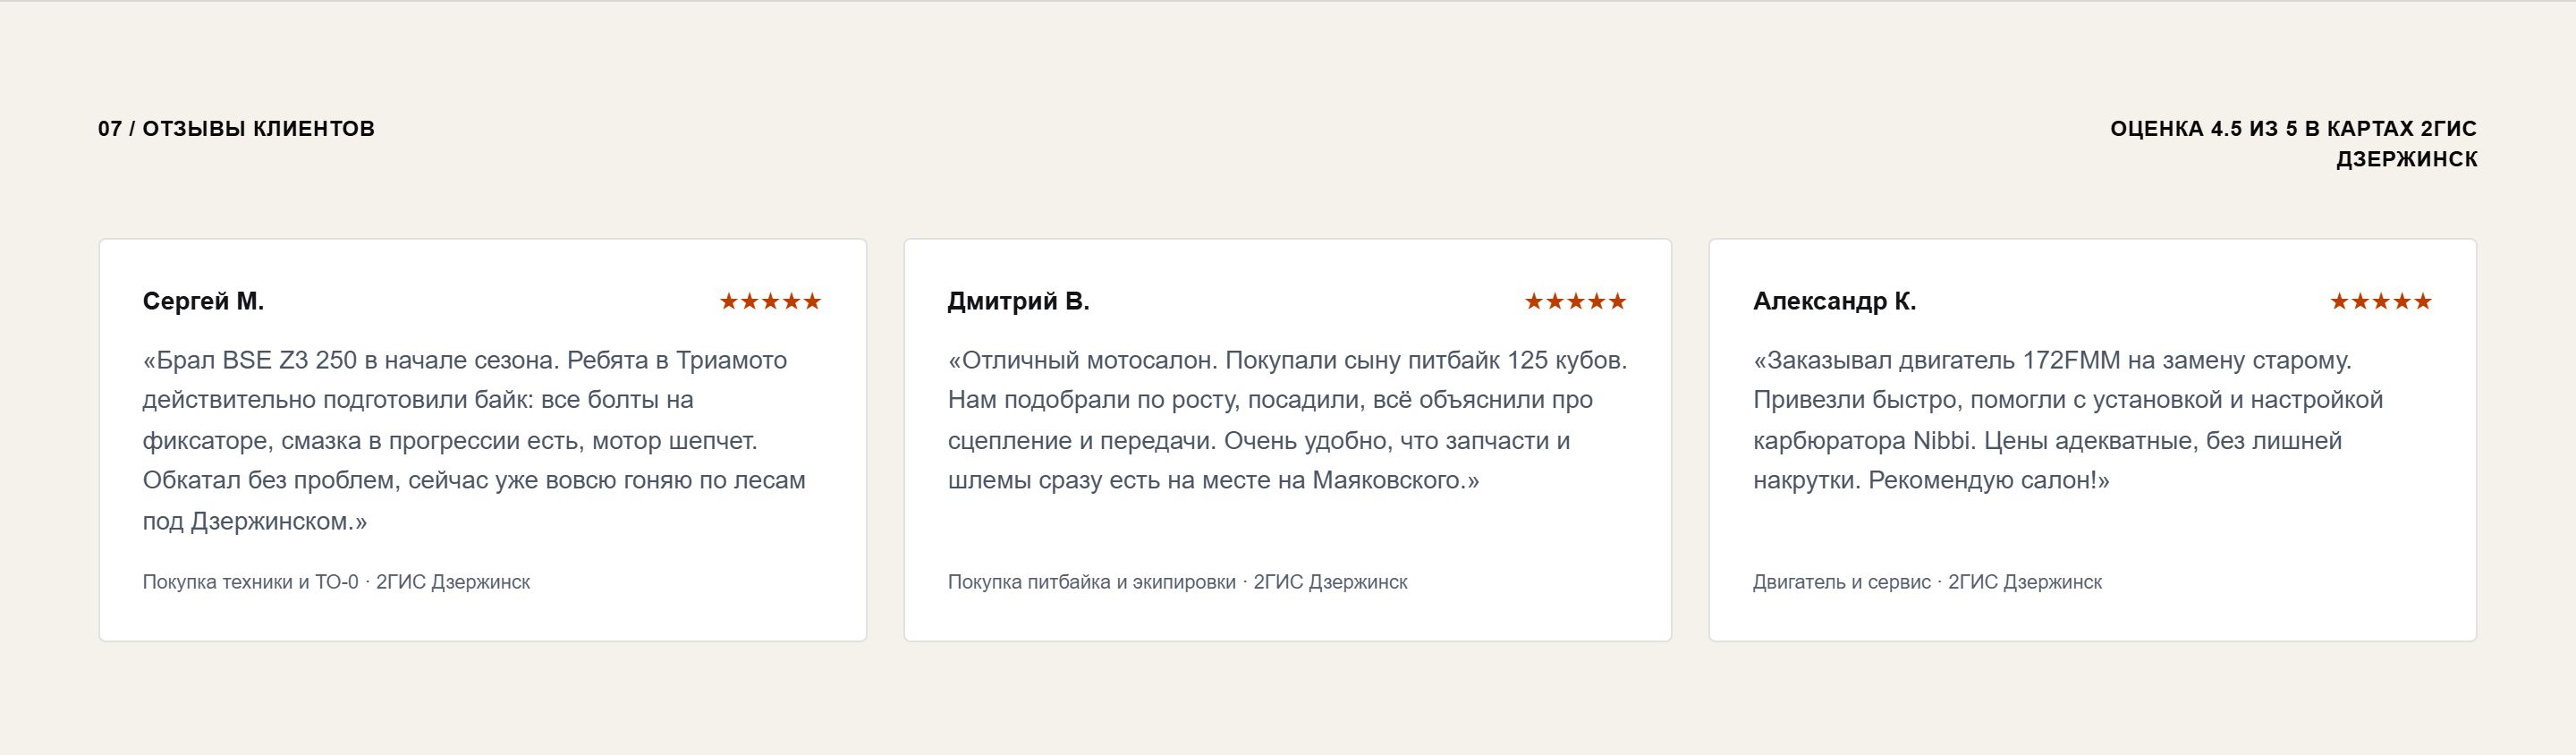 07 / ОТЗЫВЫ КЛИЕНТОВ
ОЦЕНКА 4.5 ИЗ 5 В КАРТАХ 2ГИС
ДЗЕРЖИНСК
Сергей М.
★★★★★
«Брал BSE Z3 250 в начале сезона. Ребята в Триамото
действительно подготовили байк: все болты на
фиксаторе, смазка в прогрессии есть, мотор шепчет.
Обкатал без проблем, сейчас уже вовсю гоняю по лесам
под Дзержинском.»
Покупка техники и ТО-0 · 2ГИС Дзержинск
Дмитрий В.
★★★★★
«Отличный мотосалон. Покупали сыну питбайк 125 кубов.
Нам подобрали по росту, посадили, всё объяснили про
сцепление и передачи. Очень удобно, что запчасти и
шлемы сразу есть на месте на Маяковского.»
Покупка питбайка и экипировки · 2ГИС Дзержинск
Александр К.
★★★★★
«Заказывал двигатель 172FMM на замену старому.
Привезли быстро, помогли с установкой и настройкой
карбюратора Nibbi. Цены адекватные, без лишней
накрутки. Рекомендую салон!»
Двигатель и сервис · 2ГИС Дзержинск